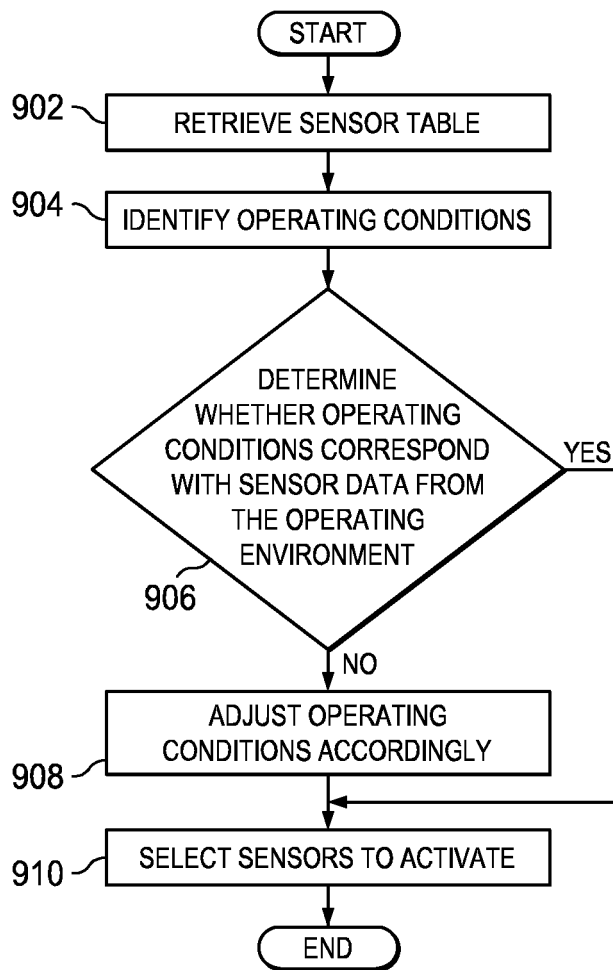 START
902
RETRIEVE SENSOR TABLE
904
IDENTIFY OPERATING CONDITIONS
DETERMINE
WHETHER OPERATING
CONDITIONS CORRESPOND
WITH SENSOR DATA FROM
THE OPERATING
ENVIRONMENT
YES
906
NO
ADJUST OPERATING
CONDITIONS ACCORDINGLY
908
SELECT SENSORS TO ACTIVATE
910
END